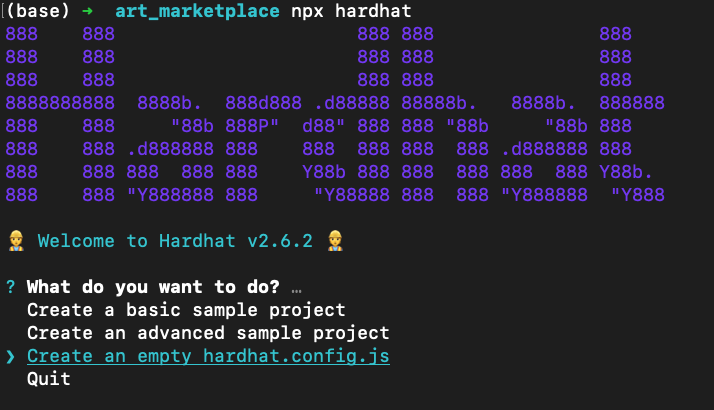 (base) ➜ art_marketplace npx hardhat
888    888                      888 888               888
888    888                      888 888               888
888    888                      888 888               888
8888888888  8888b.  888d888 .d88888 88888b.   8888b.  888888
888    888     "88b 888P"  d88" 888 888 "88b     "88b 888
888    888 .d888888 888    888  888 888  888 .d888888 888
888    888 888  888 888    Y88b 888 888  888 888  888 Y88b.
888    888 "Y888888 888     "Y88888 888  888 "Y888888  "Y888
👷 Welcome to Hardhat v2.6.2 👷
? What do you want to do? …
Create a basic sample project
Create an advanced sample project
❯ Create an empty hardhat.config.js
Quit